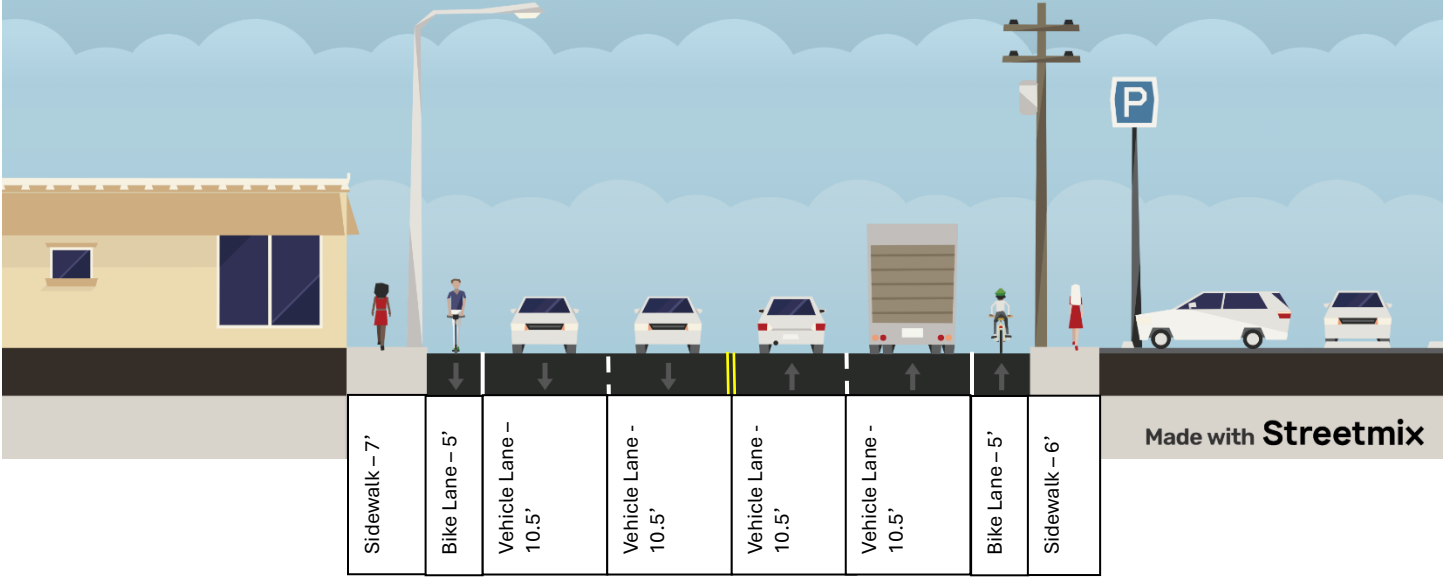 P
Sidewalk – 7’
Bike Lane – 5’
Vehicle Lane –
10.5’
Vehicle Lane -
10.5’
Vehicle Lane -
10.5’
Vehicle Lane -
10.5’
Bike Lane – 5’
Sidewalk – 6’
Made with Streetmix